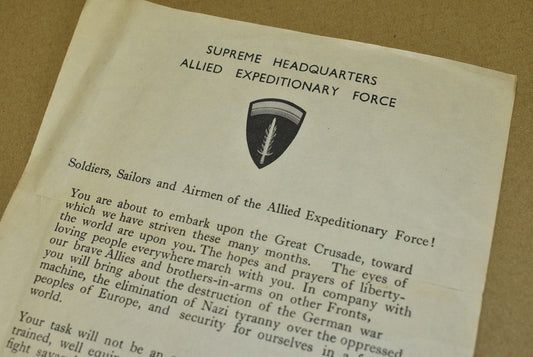 SUPREME HEADQUARTERS
ALLIED EXPEDITIONARY FORCE
Soldiers, Sailors and Airmen of the Allied Expeditionary Force!
You are about to embark upon the Great Crusade, toward
which we have striven these many months. The eyes of
the world are upon you. The hopes and prayers of liberty-
loving people everywhere march with you. In company with
our brave Allies and brothers-in-arms on other Fronts,
you will bring about the destruction of the German war
machine, the elimination of Nazi tyranny over the oppressed
peoples of Europe, and security for ourselves in a
world.
Your task will not be an
trained, well
fight